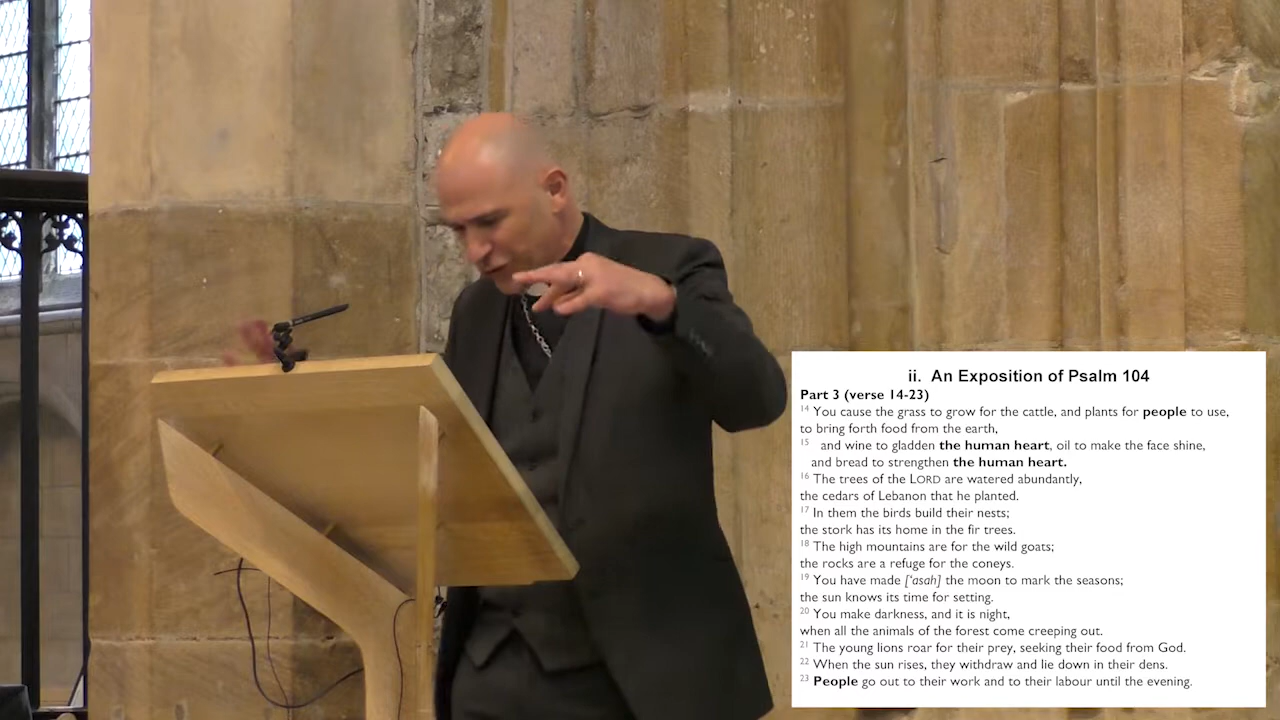 ii. An Exposition of Psalm 104
Part 3 (verse 14-23)
14 You cause the grass to grow for the cattle, and plants for people to use,
to bring forth food from the earth,
15 and wine to gladden the human heart, oil to make the face shine,
and bread to strengthen the human heart.
16 The trees of the LORD are watered abundantly,
the cedars of Lebanon that he planted.
17 In them the birds build their nests;
the stork has its home in the fir trees.
18 The high mountains are for the wild goats;
the rocks are a refuge for the coneys.
19 You have made [‘asah] the moon to mark the seasons;
the sun knows its time for setting.
20 You make darkness, and it is night,
when all the animals of the forest come creeping out.
21 The young lions roar for their prey, seeking their food from God.
22 When the sun rises, they withdraw and lie down in their dens.
23 People go out to their work and to their labour until the evening.